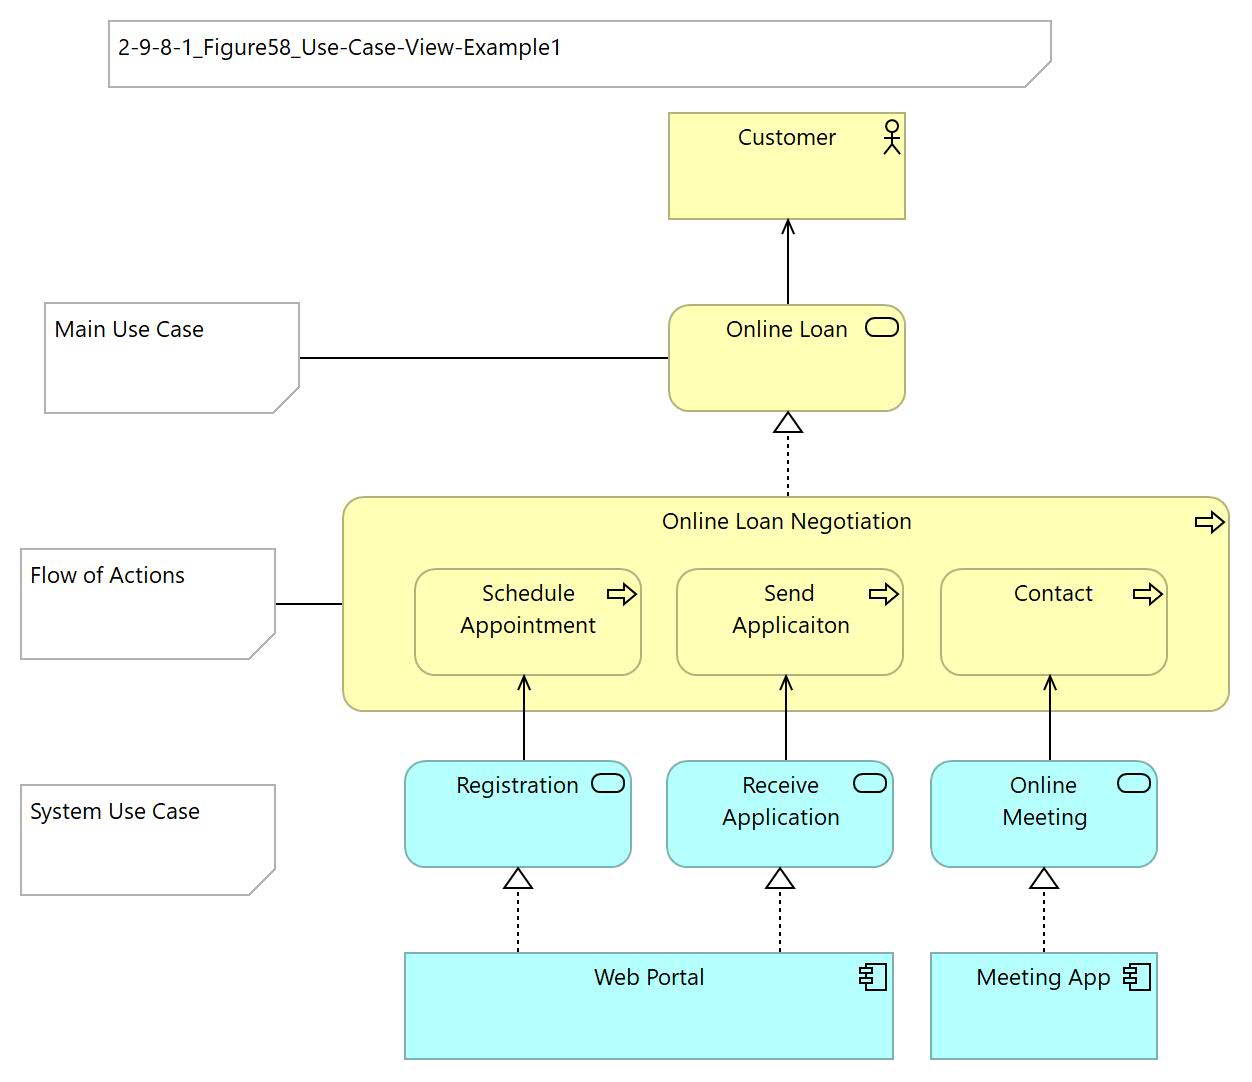 2-9-8-1_Figure58_Use-Case-View-Example1
Customer
Main Use Case
Online Loan
Online Loan Negotiation
Flow of Actions
Schedule
Appointment
Send
Applicaiton
Contact
System Use Case
Registration
Receive
Application
Online
Meeting
Web Portal
Meeting App